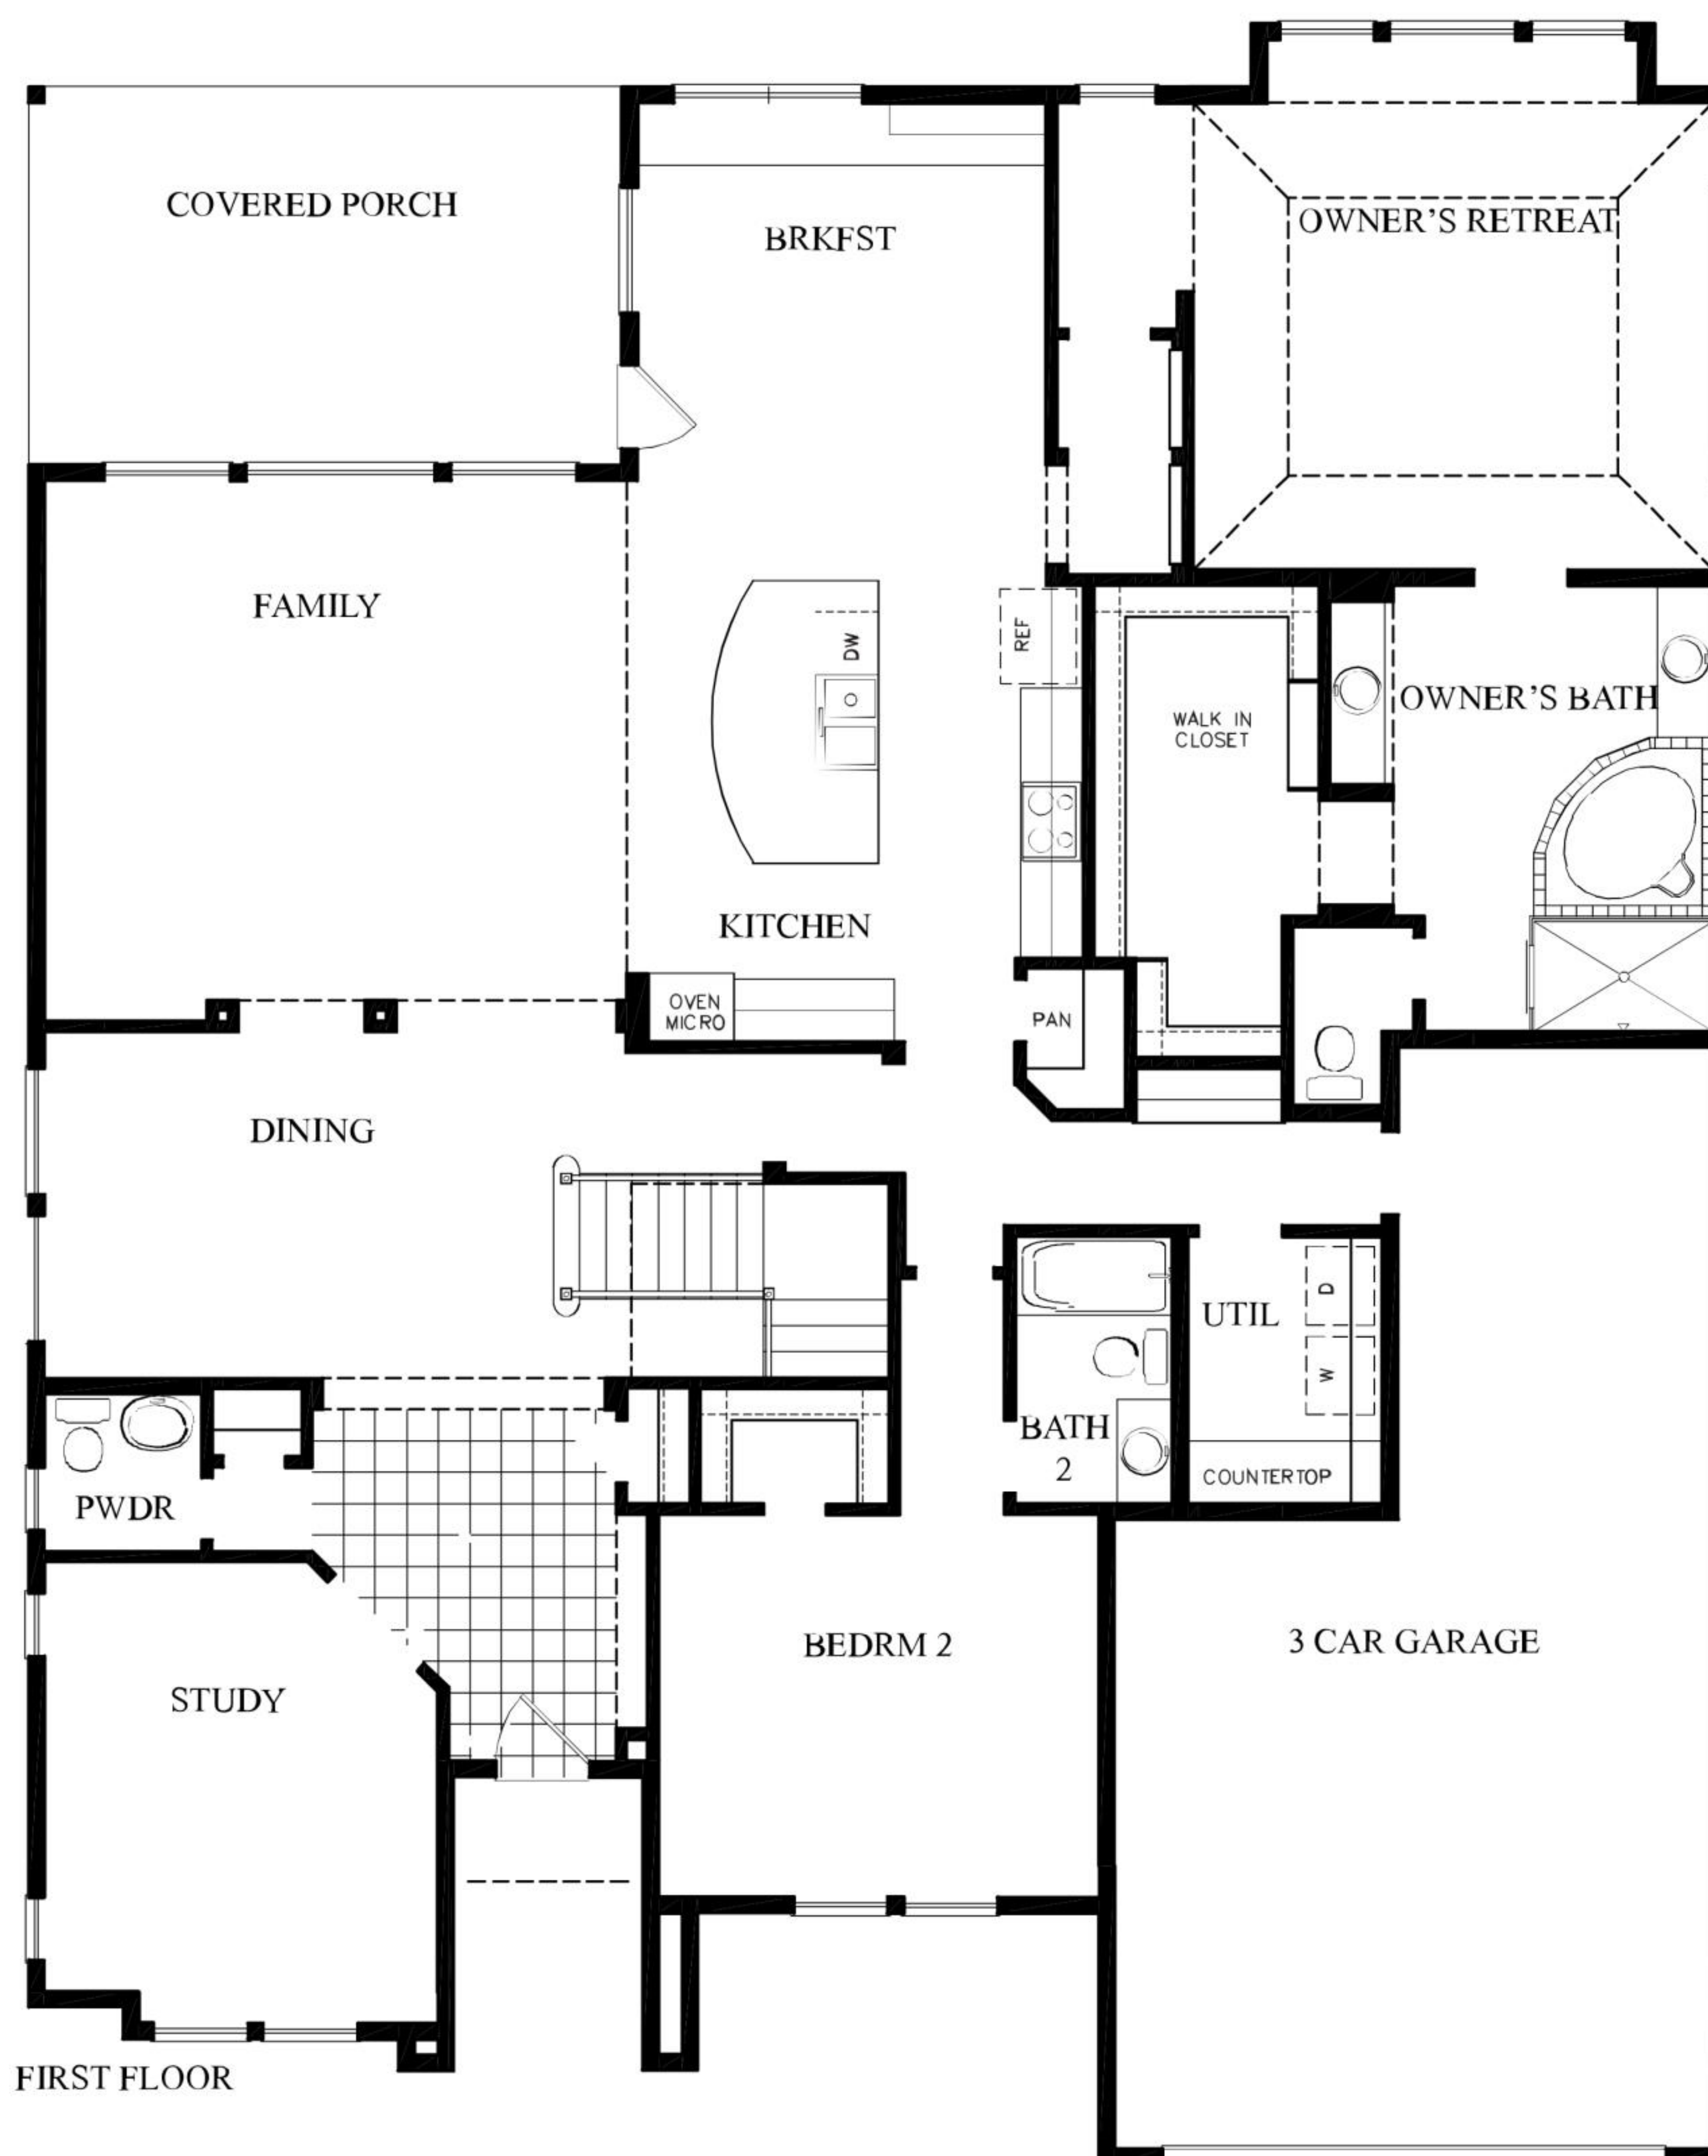 COVERED PORCH
BRKFST
OWNER'S RETREAT
FAMILY
DW
REF
WALK IN
CLOSET
OWNER'S BATH
KITCHEN
OVEN
MICRO
PAN
DINING
UTIL
D
W
BATH
2
COUNTERTOP
PWDR
BEDRM 2
3 CAR GARAGE
STUDY
FIRST FLOOR